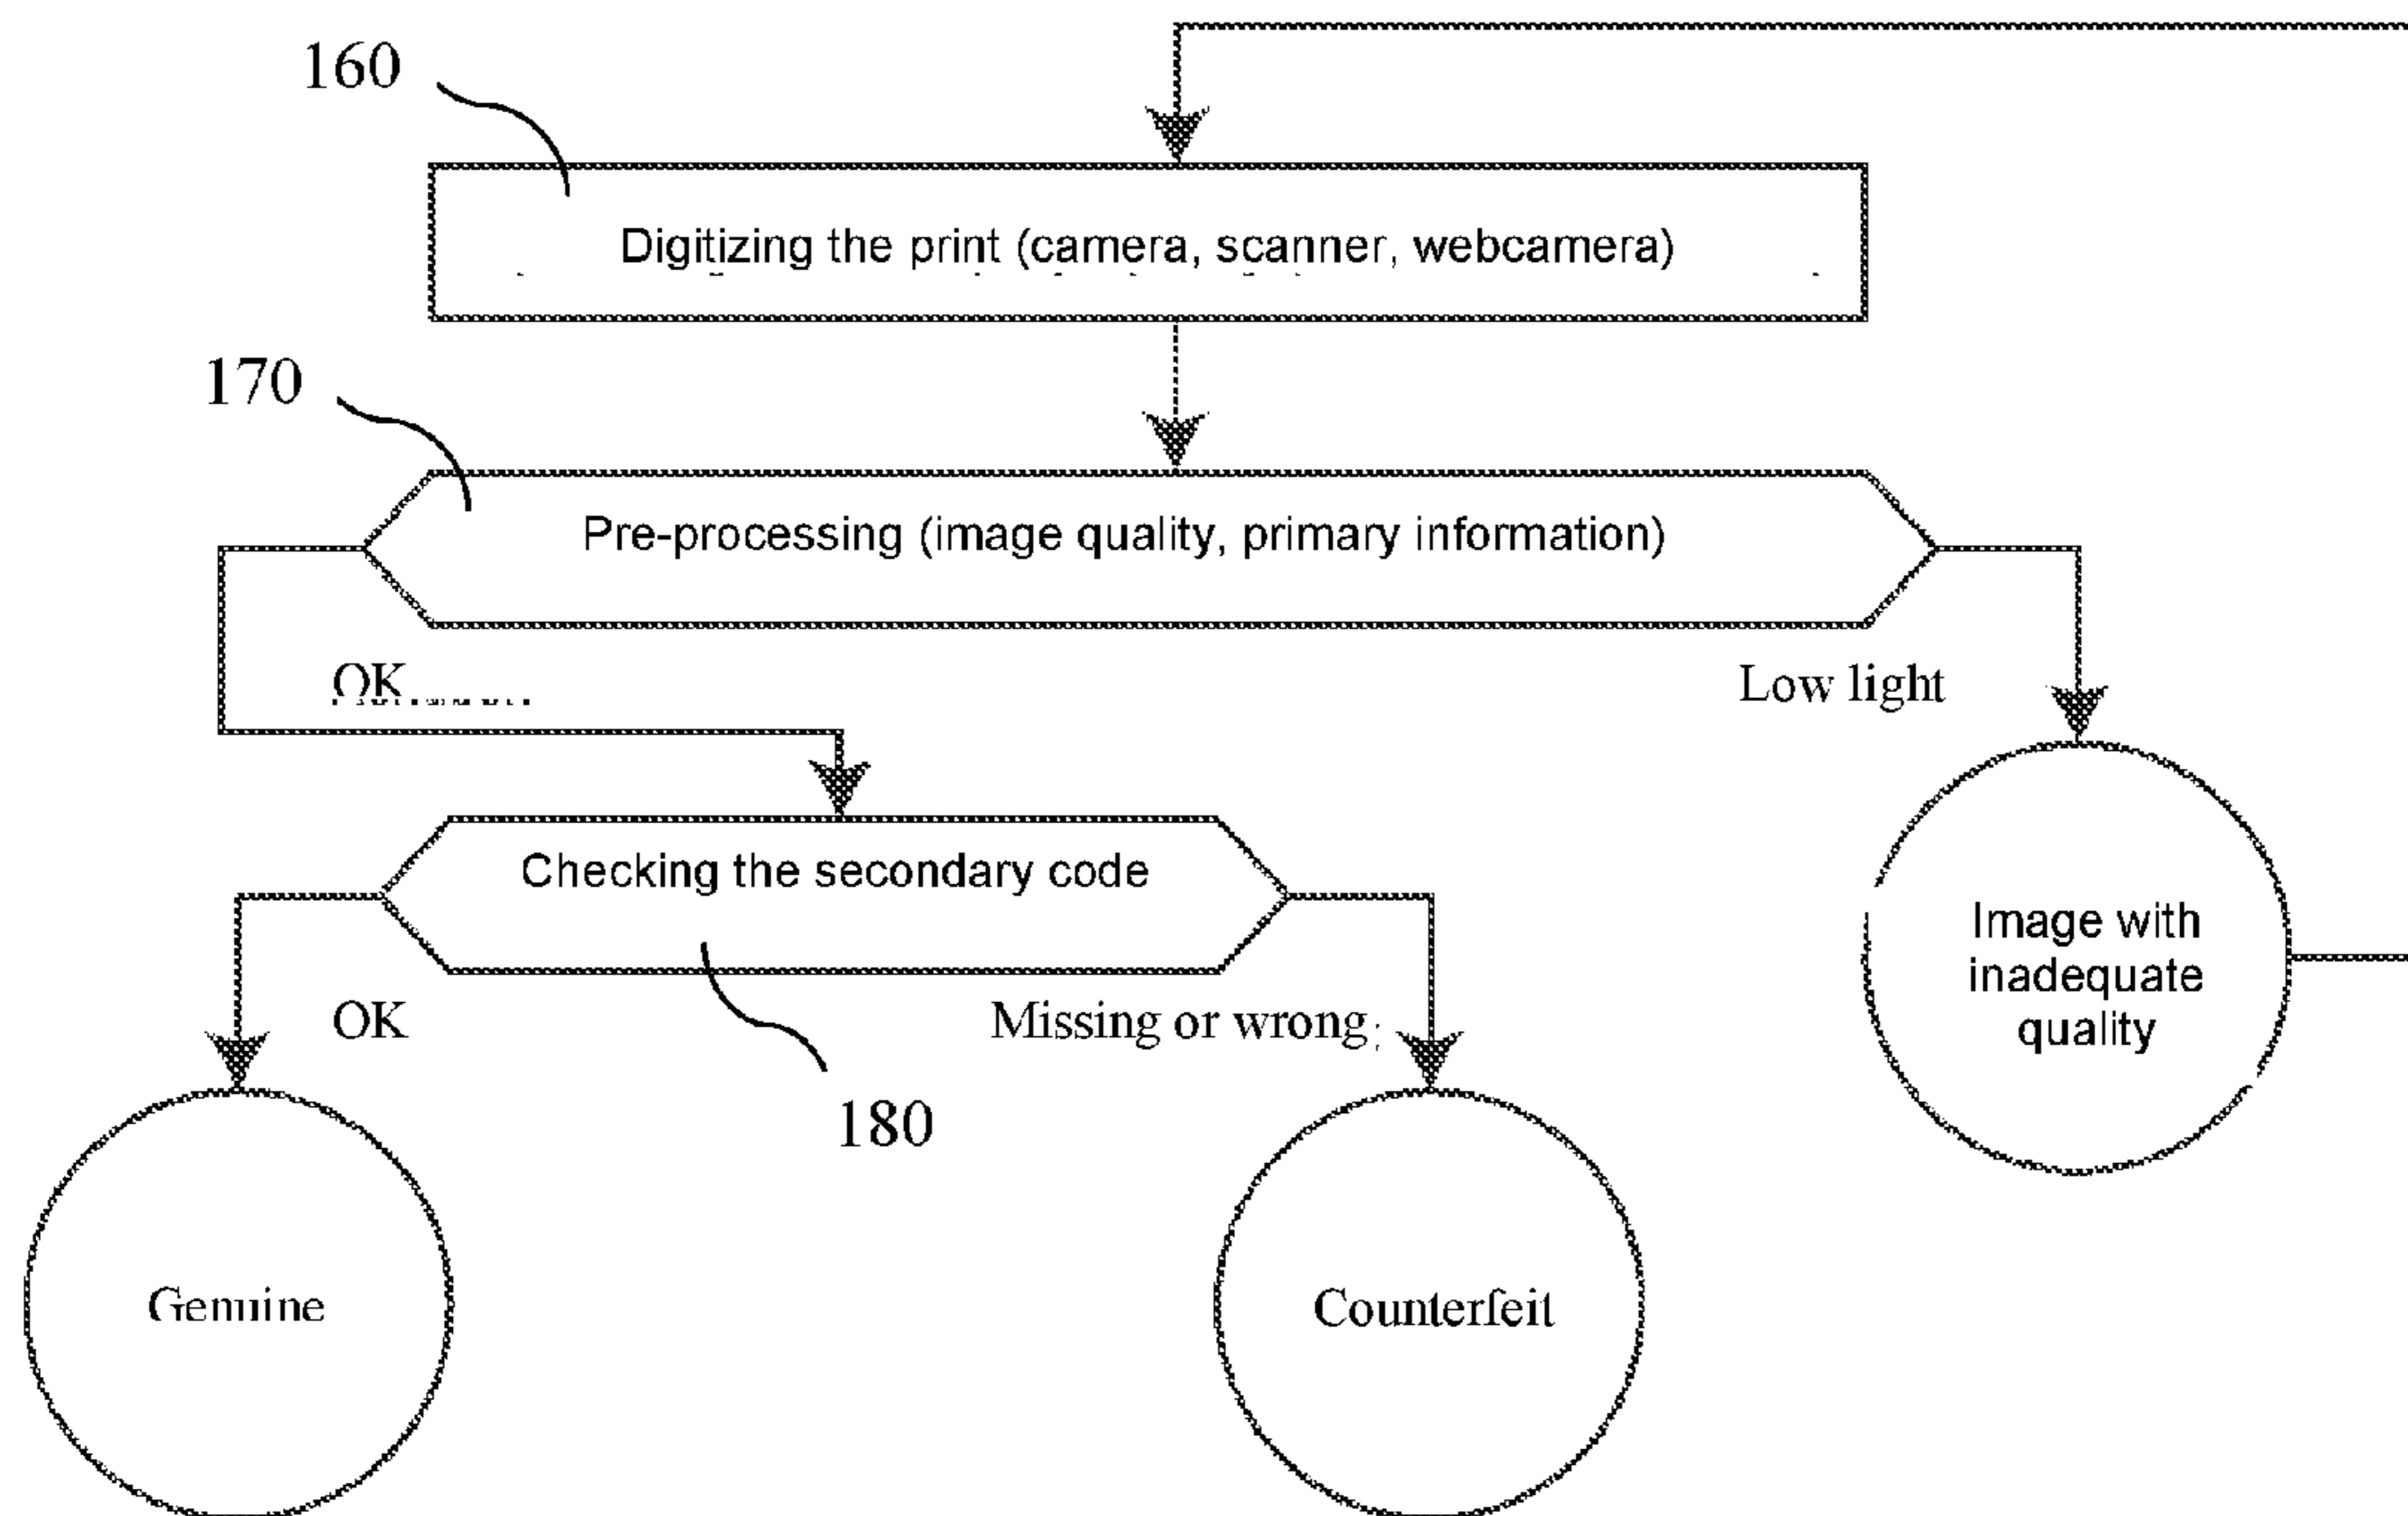 160
Digitizing the print (camera, scanner, webcamera)
170
Pre-processing (image quality, primary information)
OK
Low light
Checking the secondary code
Image with
inadequate
quality
OK
Missing or wrong
180
Genuine
Counterfeit